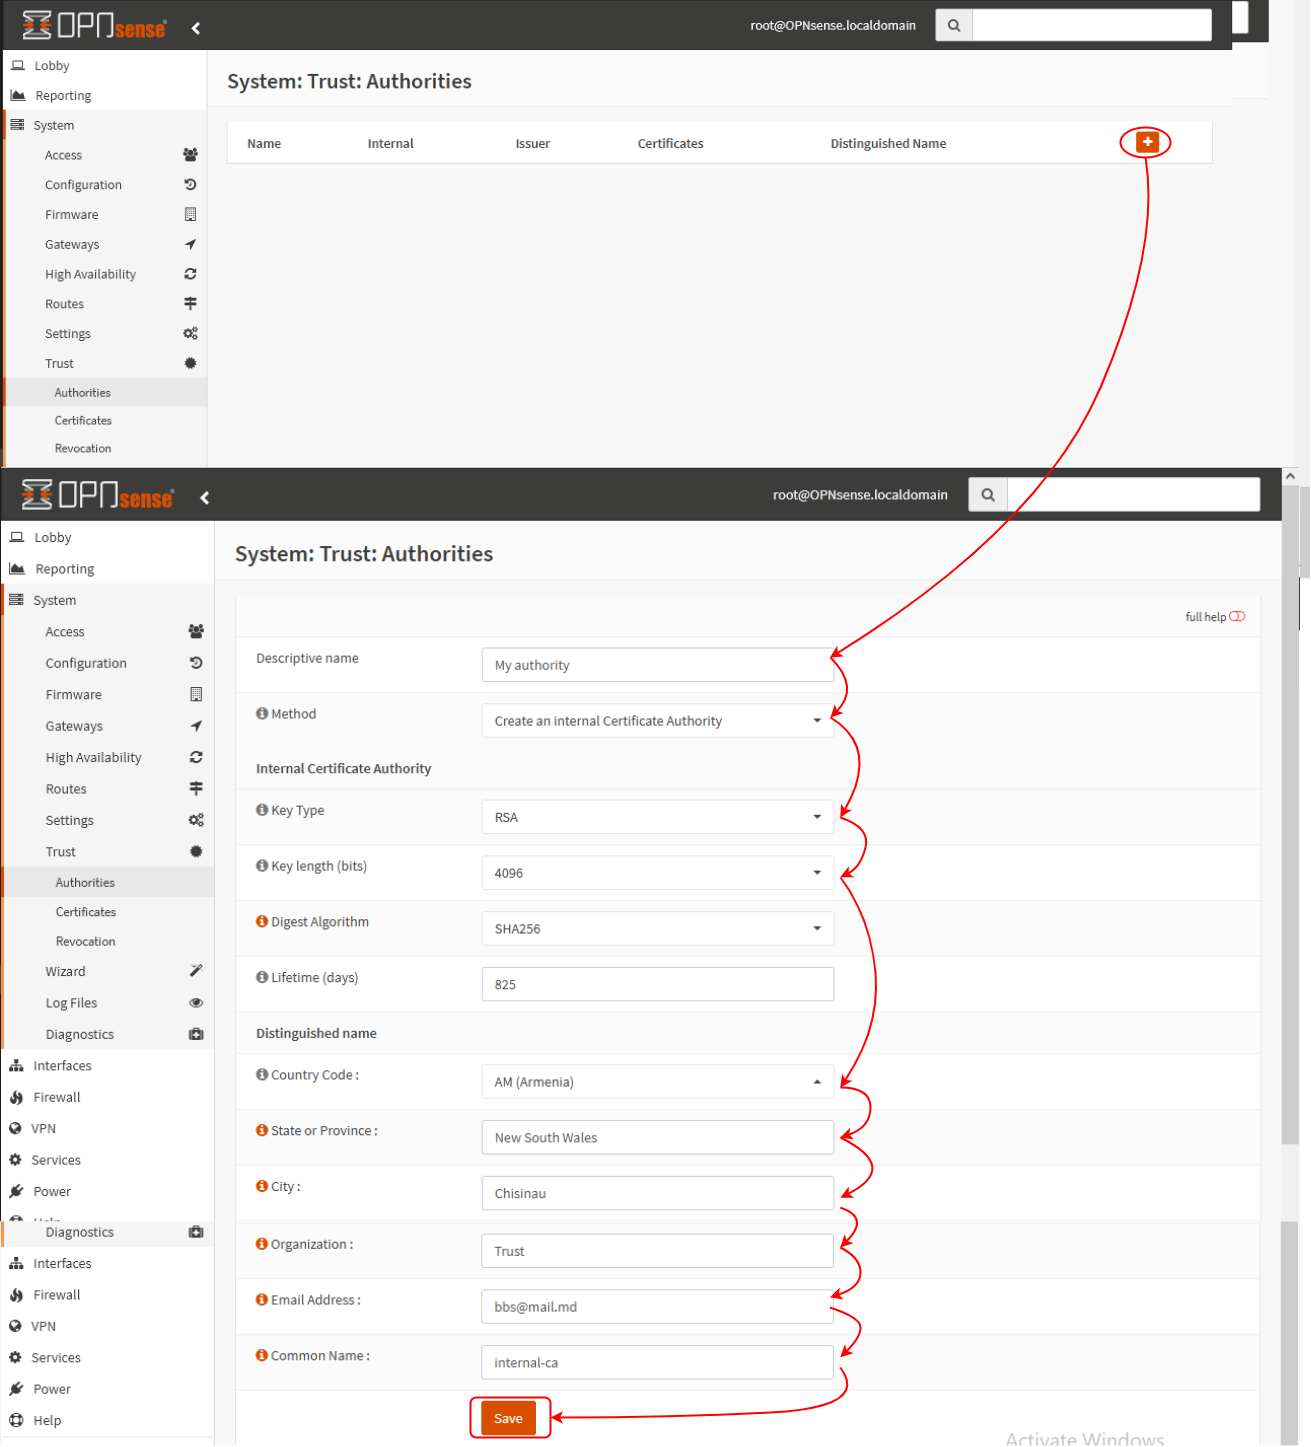 OPNsense
root@OPNsense.localdomain
Lobby
Reporting
System
Access
Configuration
Firmware
Gateways
High Availability
Routes
Settings
Trust
Authorities
Certificates
Revocation
System: Trust: Authorities
Name Internal Issuer Certificates Distinguished Name
OPNsense
root@OPNsense.localdomain
Lobby
Reporting
System
Access
Configuration
Firmware
Gateways
High Availability
Routes
Settings
Trust
Authorities
Certificates
Revocation
Wizard
Log Files
Diagnostics
Interfaces
Firewall
VPN
Services
Power
Help
Diagnostics
Interfaces
Firewall
VPN
Services
Power
Help
System: Trust: Authorities
full help
Descriptive name My authority
Method Create an internal Certificate Authority
Internal Certificate Authority
Key Type RSA
Key length (bits) 4096
Digest Algorithm SHA256
Lifetime (days) 825
Distinguished name
Country Code : AM (Armenia)
State or Province : New South Wales
City : Chisinau
Organization : Trust
Email Address : bbs@mail.md
Common Name : internal-ca
Save
Activate Windows